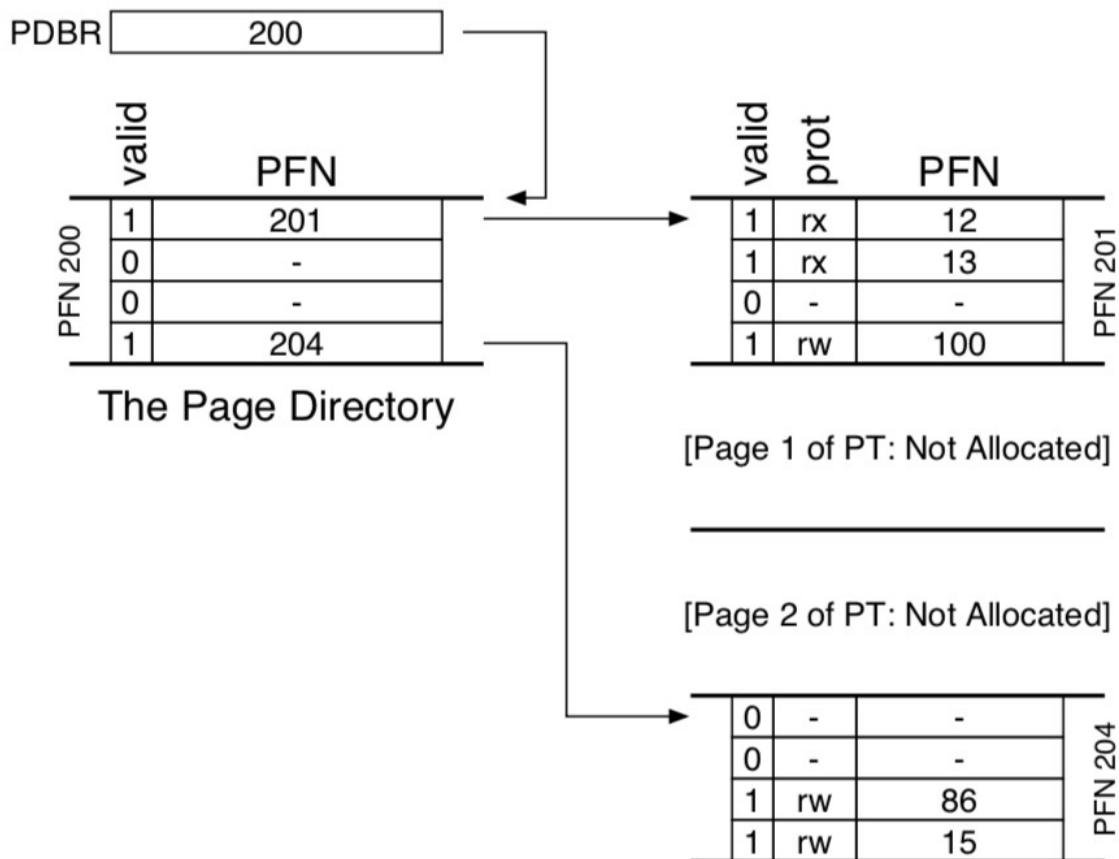 PDBR 200
valid PFN
PFN 200
1 201
0 -
0 -
1 204
The Page Directory
valid prot PFN
PFN 201
1 rx 12
1 rx 13
0 - -
1 rw 100
[Page 1 of PT: Not Allocated]
[Page 2 of PT: Not Allocated]
PFN 204
0 - -
0 - -
1 rw 86
1 rw 15